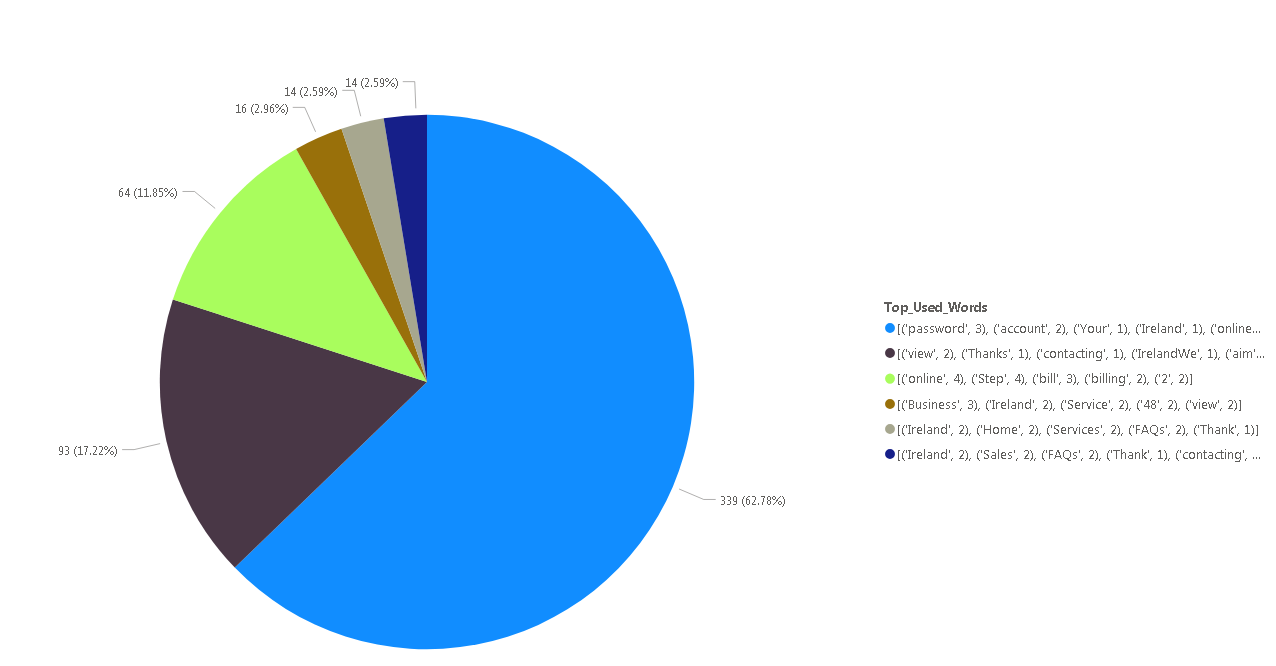 14 (2.59%)
14 (2.59%)
16 (2.96%)
64 (11.85%)
93 (17.22%)
339 (62.78%)
Top_Used_Words
[('password', 3), ('account', 2), ('Your', 1), ('Ireland', 1), ('online...
[('view', 2), ('Thanks', 1), ('contacting', 1), ('IrelandWe', 1), ('aim'...
[('online', 4), ('Step', 4), ('bill', 3), ('billing', 2), ('2', 2)]
[('Business', 3), ('Ireland', 2), ('Service', 2), ('48', 2), ('view', 2)]
[('Ireland', 2), ('Home', 2), ('Services', 2), ('FAQs', 2), ('Thank', 1)]
[('Ireland', 2), ('Sales', 2), ('FAQs', 2), ('Thank', 1), ('contacting', ...